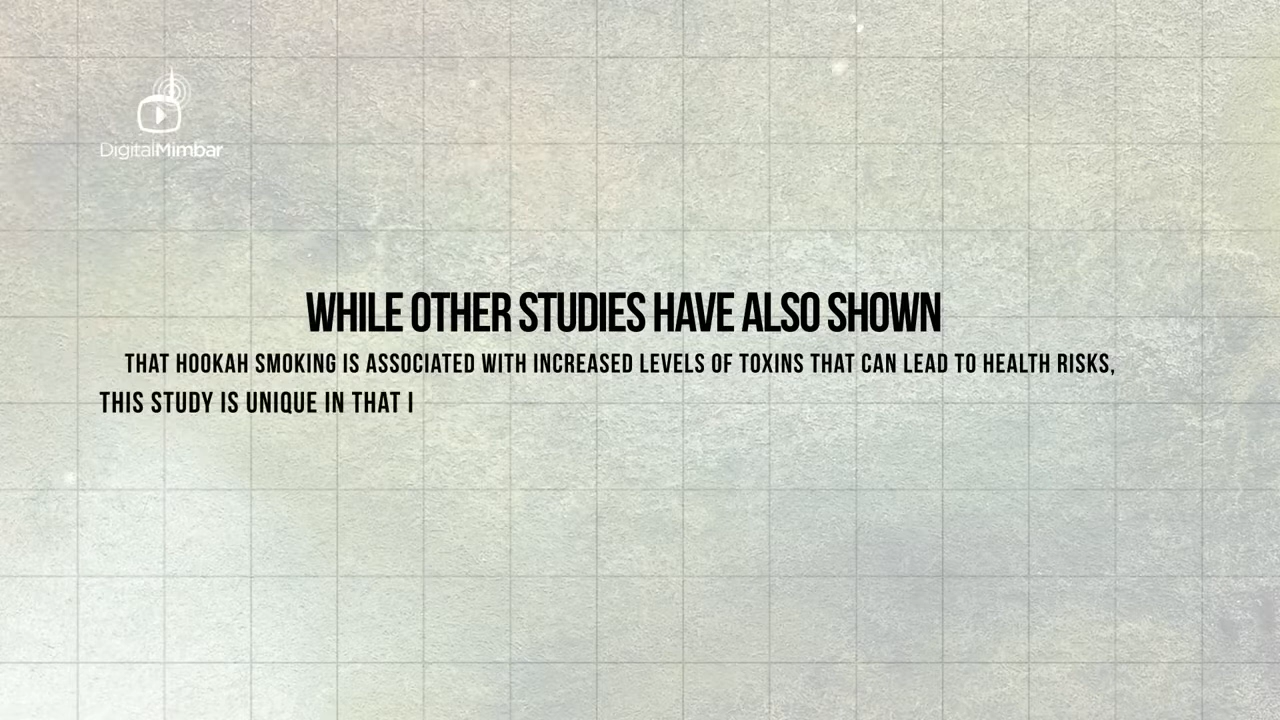 DigitalMimbar
WHILE OTHER STUDIES HAVE ALSO SHOWN
THAT HOOKAH SMOKING IS ASSOCIATED WITH INCREASED LEVELS OF TOXINS THAT CAN LEAD TO HEALTH RISKS,
THIS STUDY IS UNIQUE IN THAT I